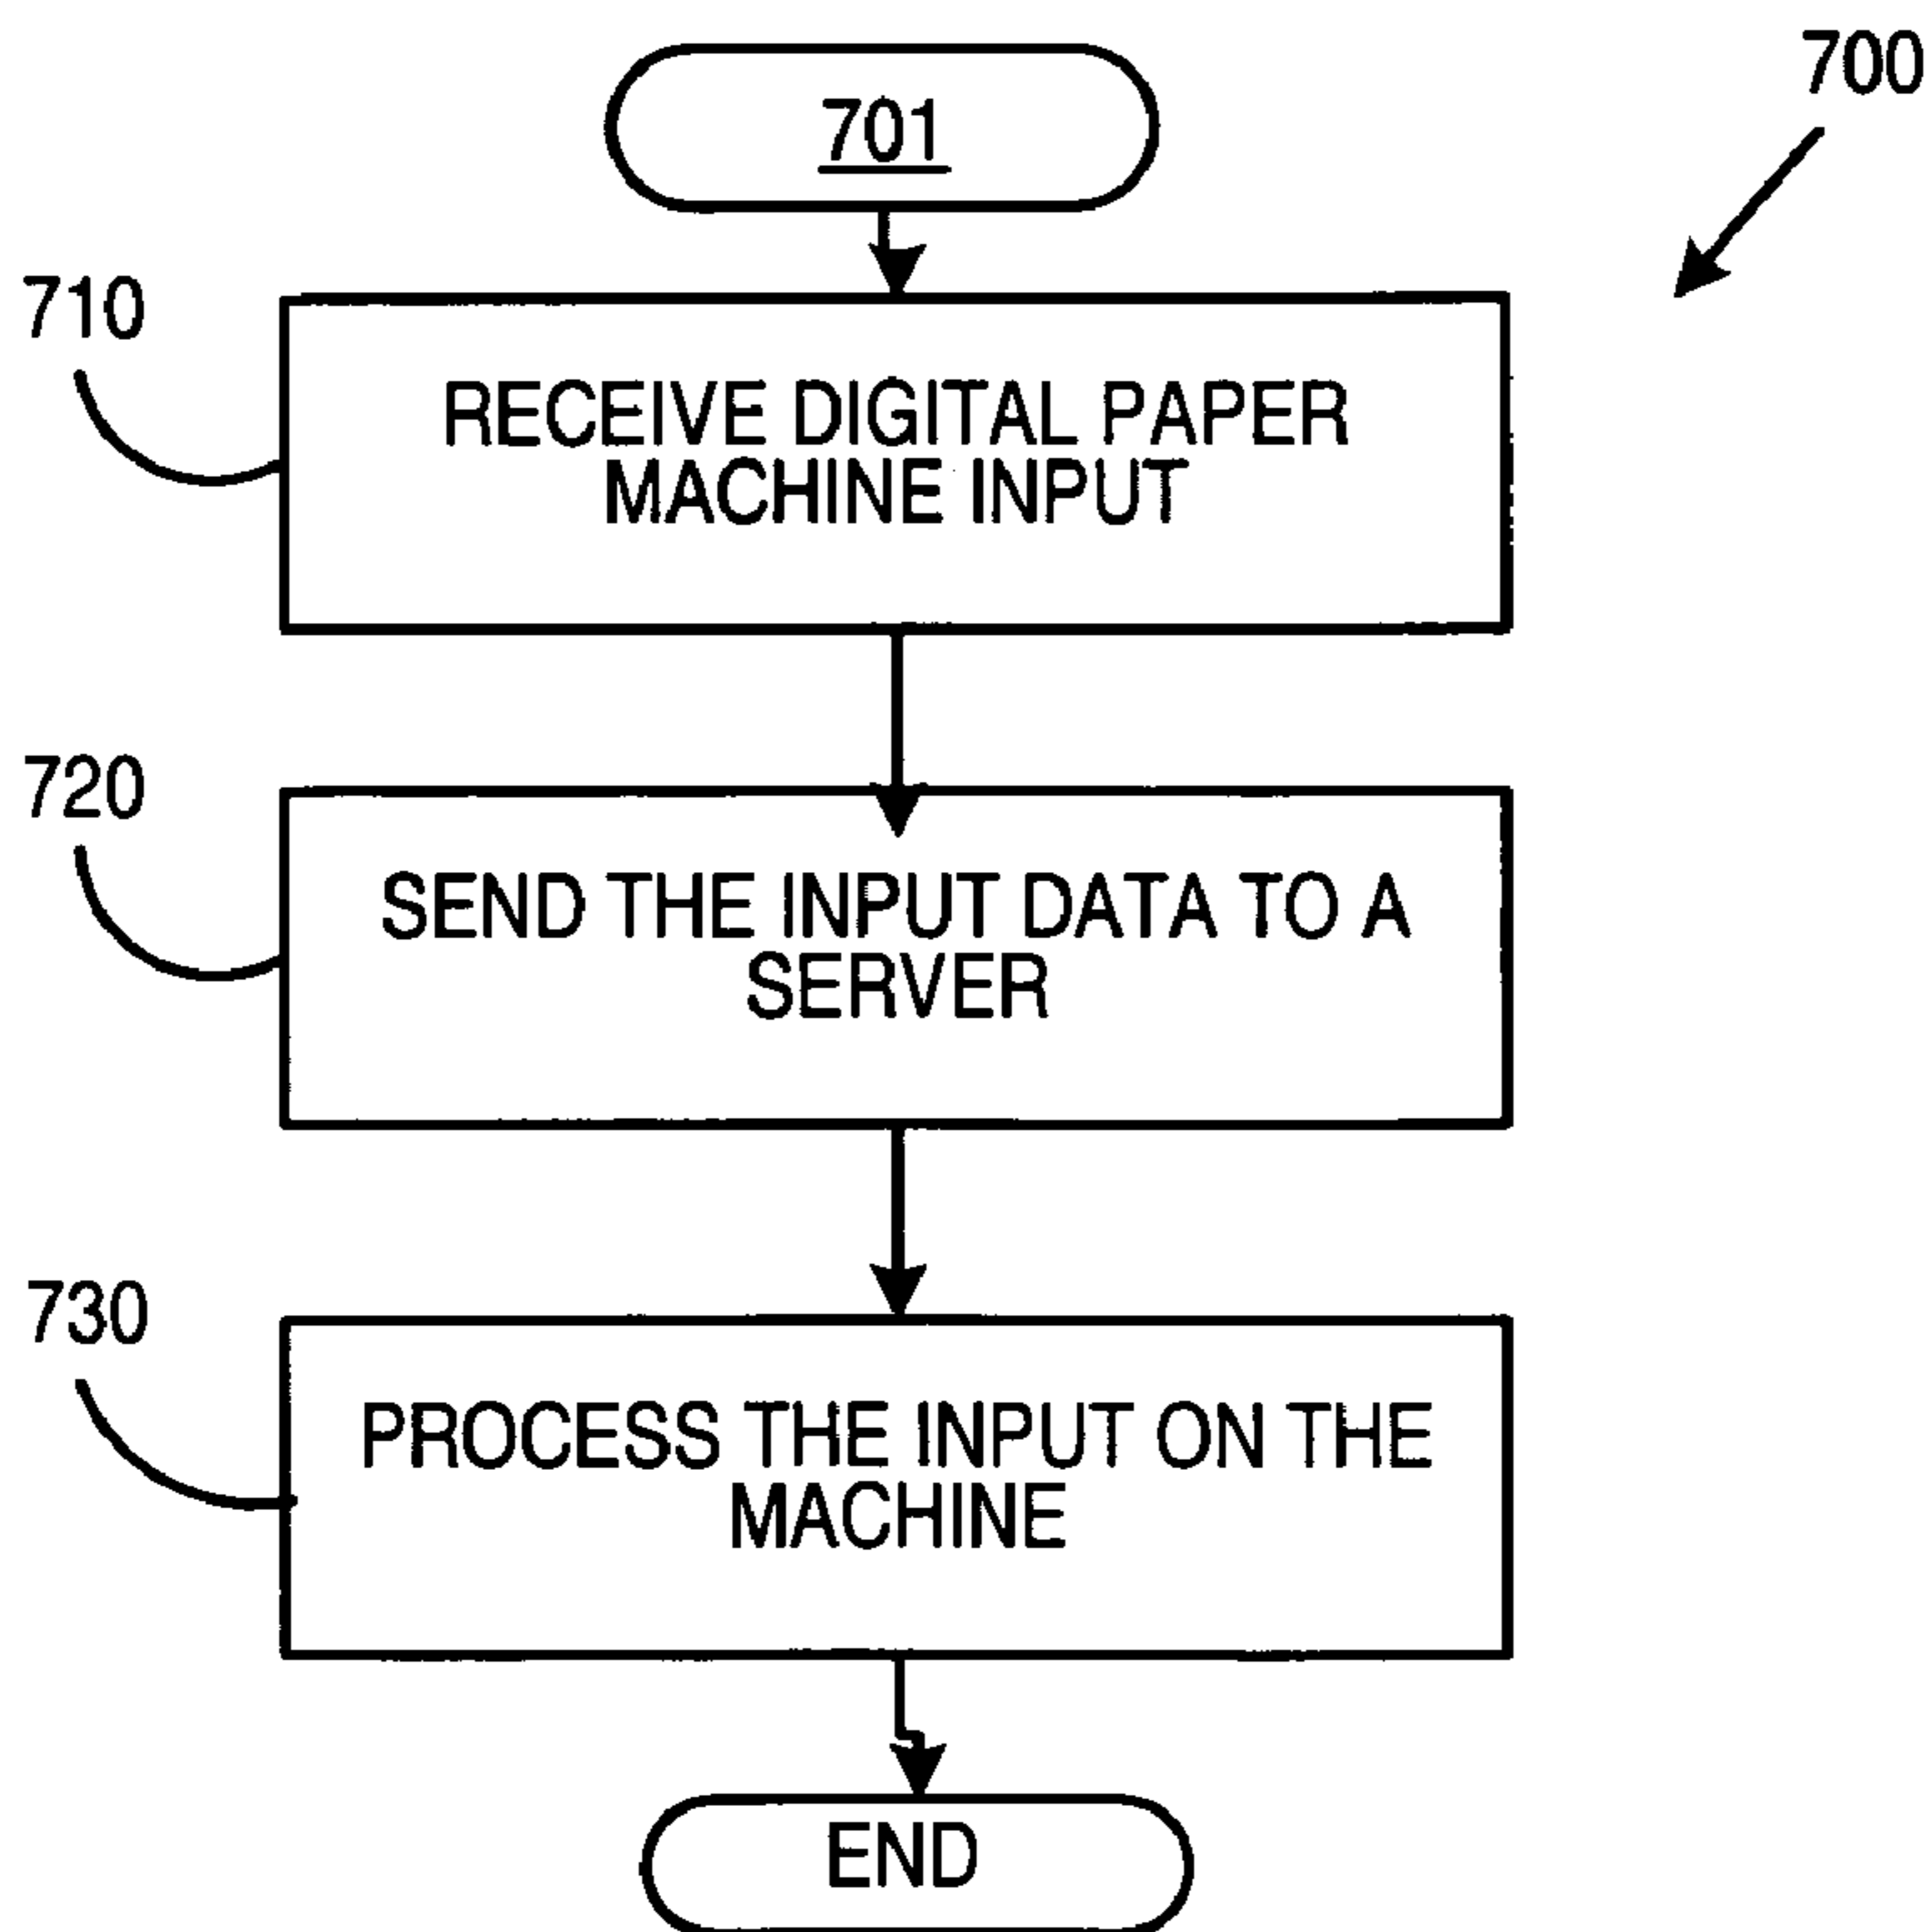 701
700
710
RECEIVE DIGITAL PAPER
MACHINE INPUT
720
SEND THE INPUT DATA TO A
SERVER
730
PROCESS THE INPUT ON THE
MACHINE
END